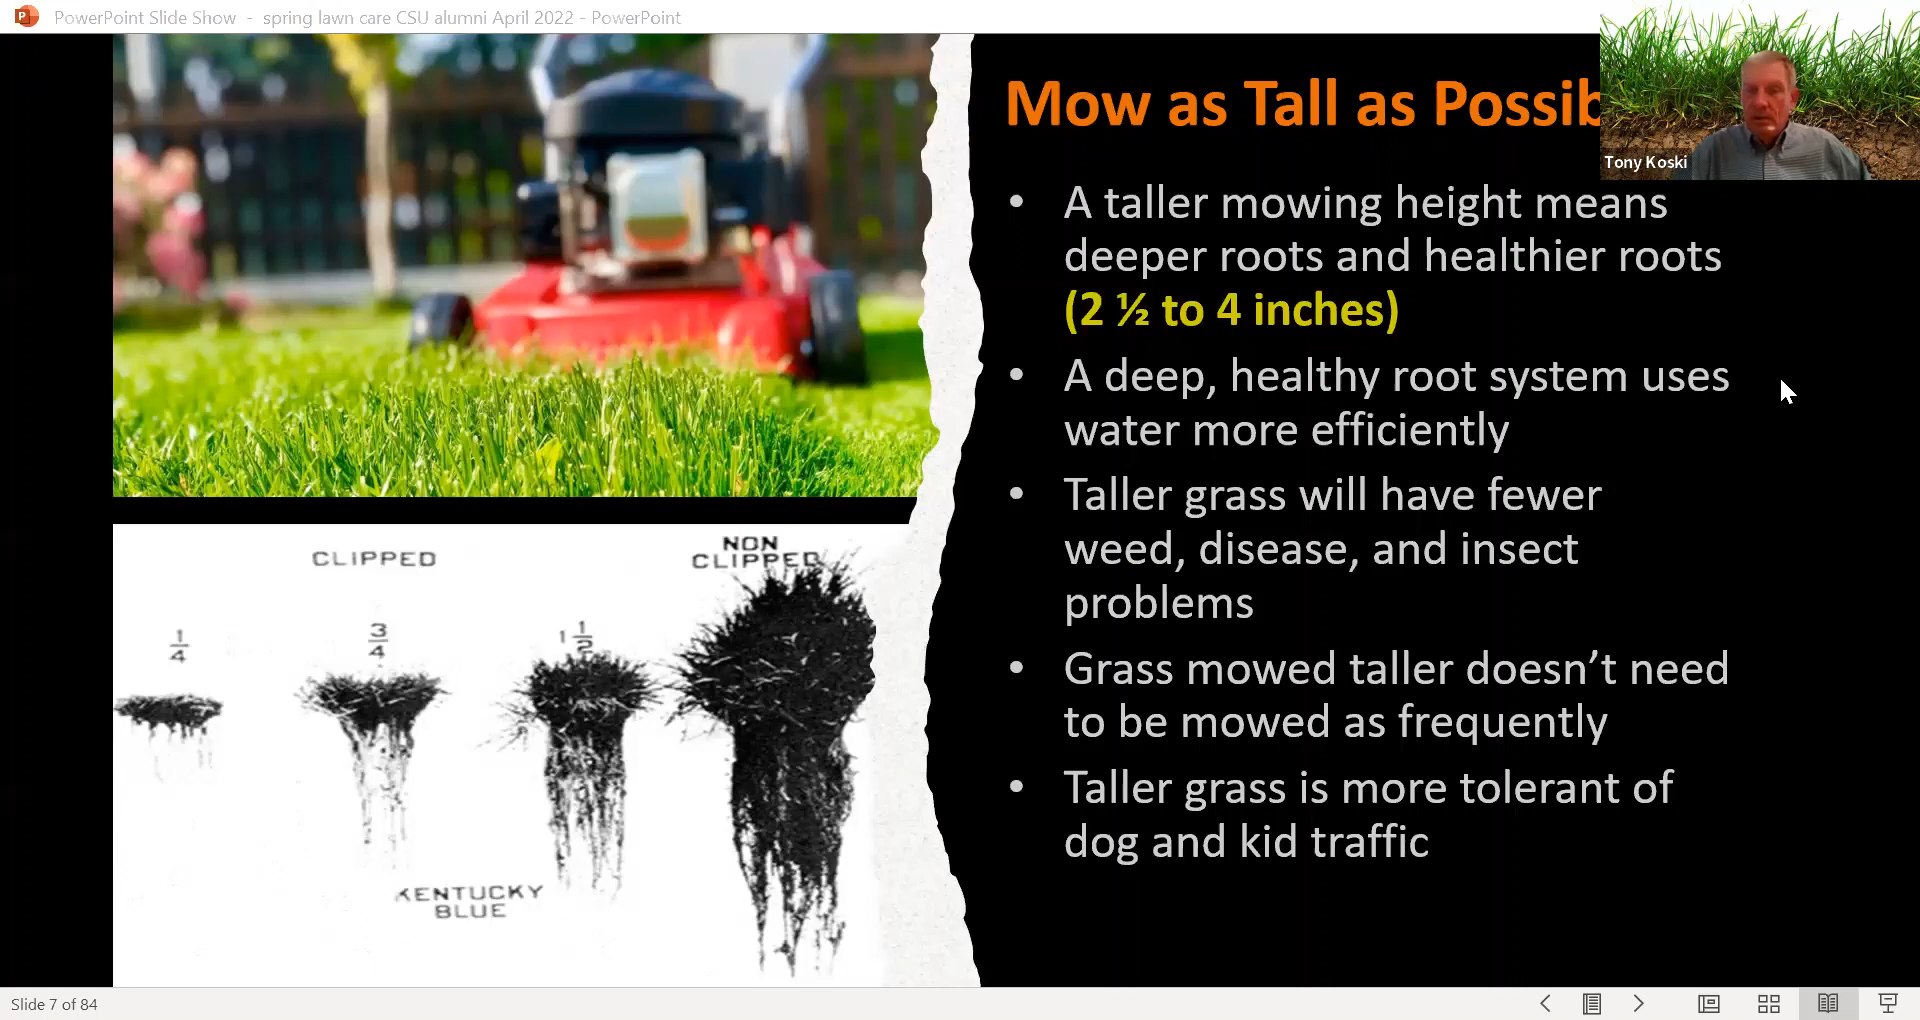 PowerPoint Slide Show - spring lawn care CSU alumni April 2022 - PowerPoint
Mow as Tall as Possib
Tony Koski
• A taller mowing height means
deeper roots and healthier roots
(2 ½ to 4 inches)
• A deep, healthy root system uses
water more efficiently
• Taller grass will have fewer
weed, disease, and insect
problems
• Grass mowed taller doesn’t need
to be mowed as frequently
• Taller grass is more tolerant of
dog and kid traffic
CLIPPED
NON
CLIPPED
1/4
3/4
1 1/2
KENTUCKY
BLUE
Slide 7 of 84